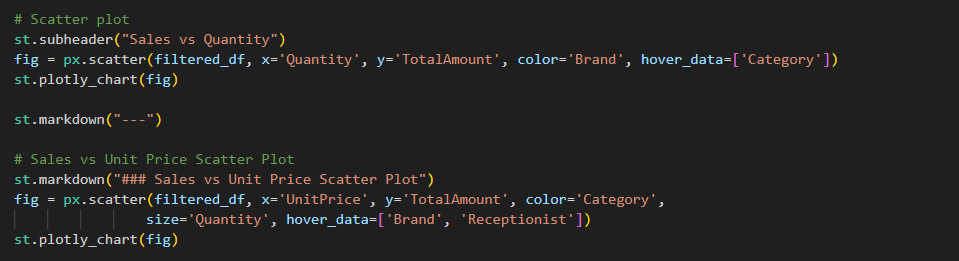 # Scatter plot
st.subheader("Sales vs Quantity")
fig = px.scatter(filtered_df, x='Quantity', y='TotalAmount', color='Brand', hover_data=['Category'])
st.plotly_chart(fig)
st.markdown("---")
# Sales vs Unit Price Scatter Plot
st.markdown("### Sales vs Unit Price Scatter Plot")
fig = px.scatter(filtered_df, x='UnitPrice', y='TotalAmount', color='Category',
                size='Quantity', hover_data=['Brand', 'Receptionist'])
st.plotly_chart(fig)